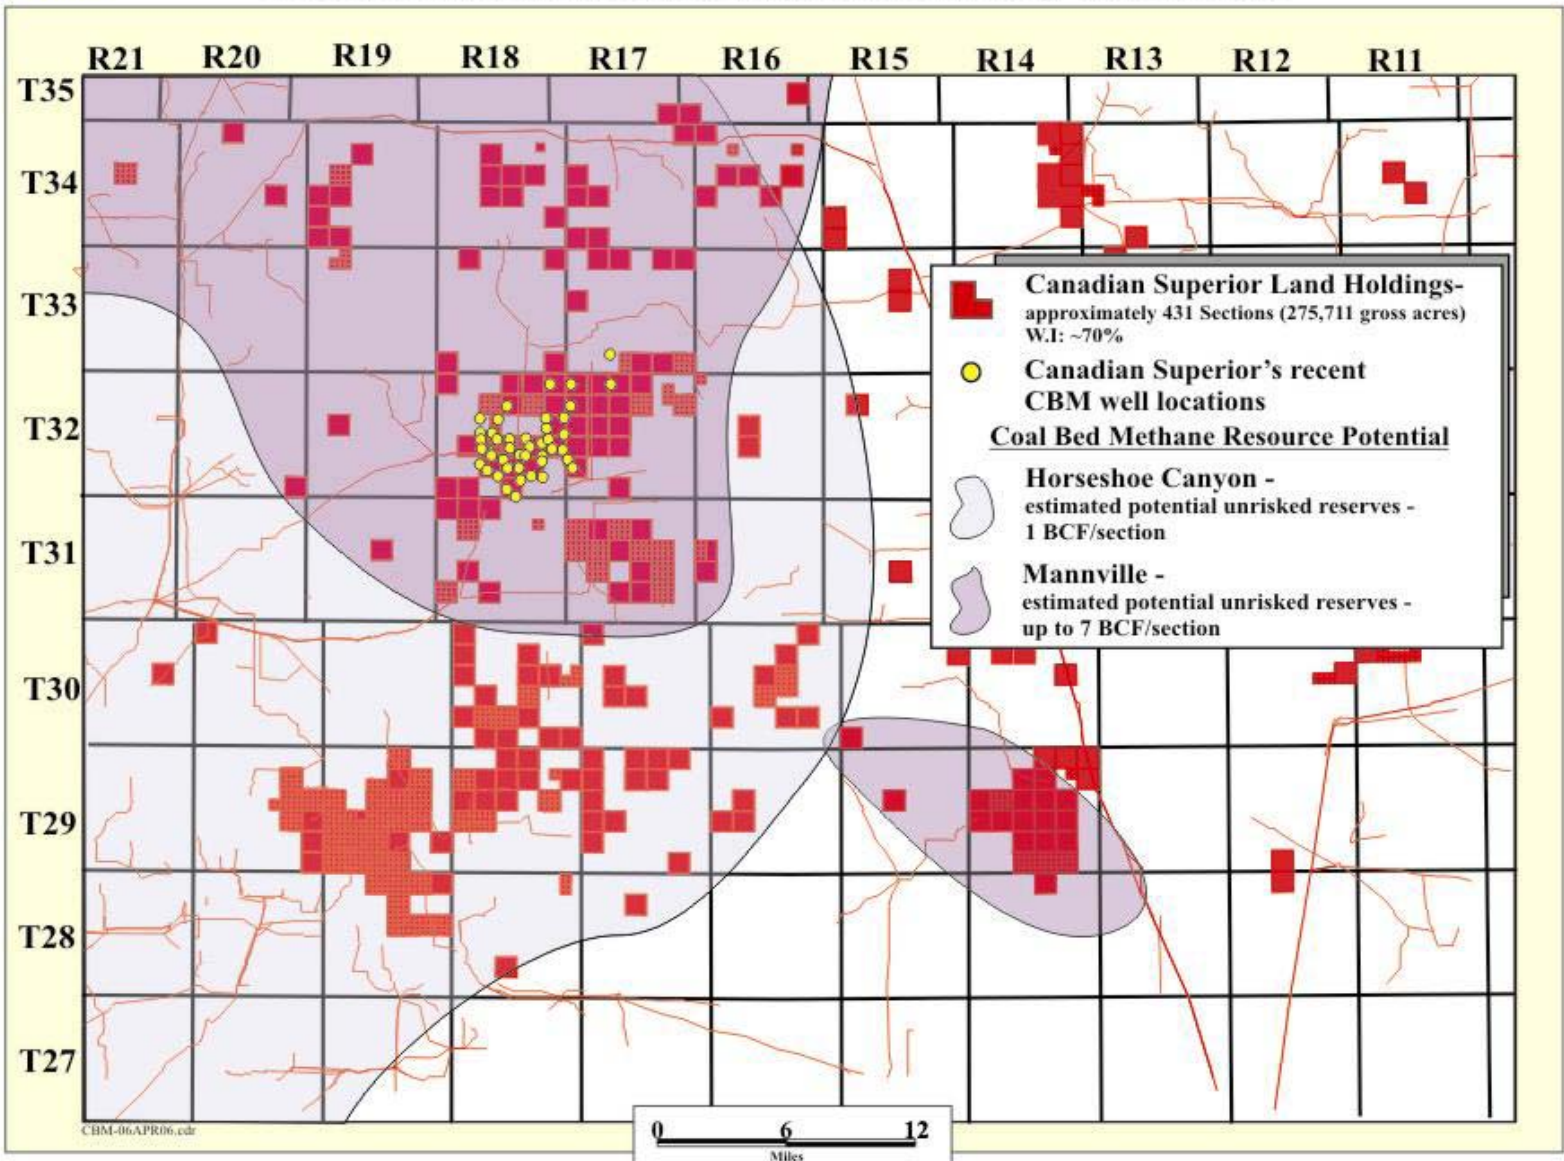 R21 R20 R19 R18 R17 R16 R15 R14 R13 R12 R11
T35
T34
T33
T32
T31
T30
T29
T28
T27
Canadian Superior Land Holdings-
approximately 431 Sections (275,711 gross acres)
W.I: ~70%
Canadian Superior's recent
CBM well locations
Coal Bed Methane Resource Potential
Horseshoe Canyon -
estimated potential unrisked reserves -
1 BCF/section
Mannville -
estimated potential unrisked reserves -
up to 7 BCF/section
CBM-06APR06.cdr
0 6 12
Miles